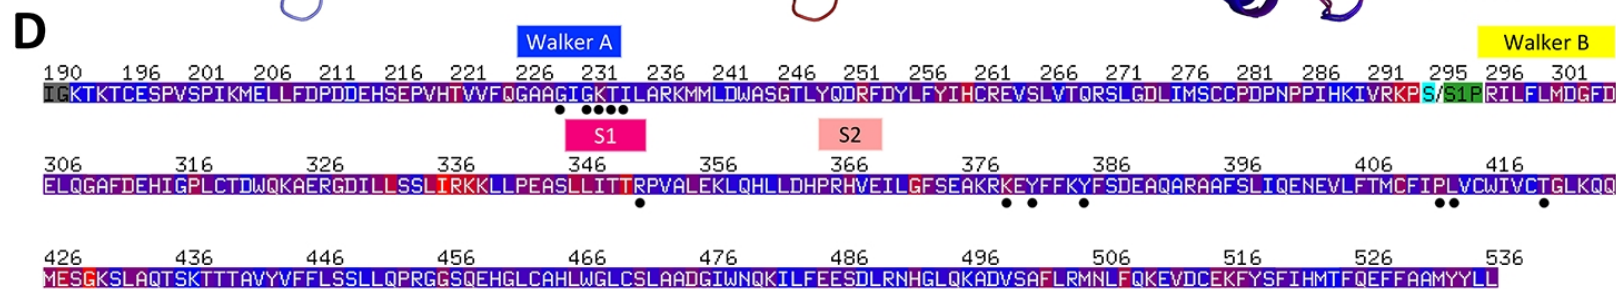 D
Walker A Walker B
190 196 201 206 211 216 221 226 231 236 241 246 251 256 261 266 271 276 281 286 291 295 296 301
IGKTKTCESPVSPIKMELLFDPDDEHSEPVHTVVFQGAAGIGKTILARKMMLDWASGTLYQDRFDYLFYIHCREVSLVTQRSLGDLIMSCCPDPNPPIHKIVRKPS/S1PRILFLMDGFD
S1 S2
306 316 326 336 346 356 366 376 386 396 406 416
ELQGAFDEHIGPLCTDWQKAERGDILLSSLIRKKLLPEASLLITTRPVALEKLQHLLDHPRHVEILGFSEAKRKEYFFKYFSDEAQARAAFSLIQENEVLFTMCFIPLVCWIVCTGLKQQ
426 436 446 456 466 476 486 496 506 516 526 536
MESGKSLAQTSKTTTAVYVFFLSSLLQPRGGSQEHGLCAHLWGLCSLAADGIWNQKILFEESDLRNHGLQKADVSAFLRMNLFQKEVDCEKFYSFIHMTFQEFFAAMYYLL